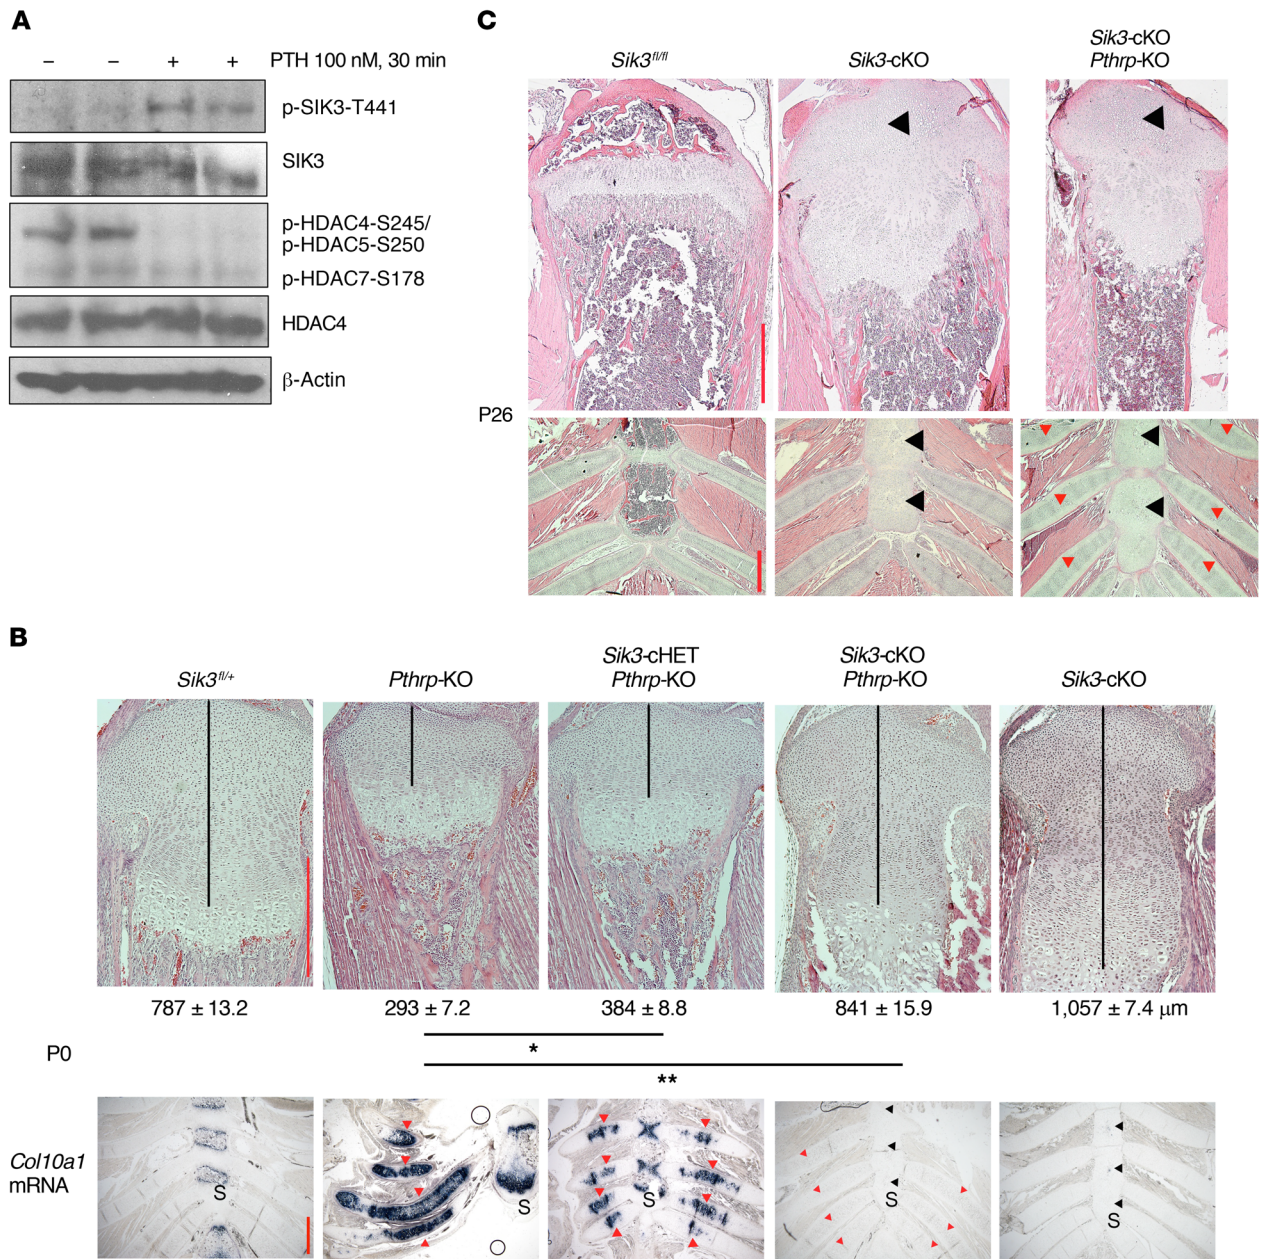 A
– – + + PTH 100 nM, 30 min
p-SIK3-T441
SIK3
p-HDAC4-S245/
p-HDAC5-S250
p-HDAC7-S178
HDAC4
β-Actin
C
Sik3fl/fl
Sik3-cKO
Sik3-cKO
Pthrp-KO
P26
B
Sik3fl/+
Pthrp-KO
Sik3-cHET
Pthrp-KO
Sik3-cKO
Pthrp-KO
Sik3-cKO
787 ± 13.2
293 ± 7.2
384 ± 8.8
841 ± 15.9
1,057 ± 7.4 μm
*
P0
**
Col10a1
mRNA
S
S
S
S
S